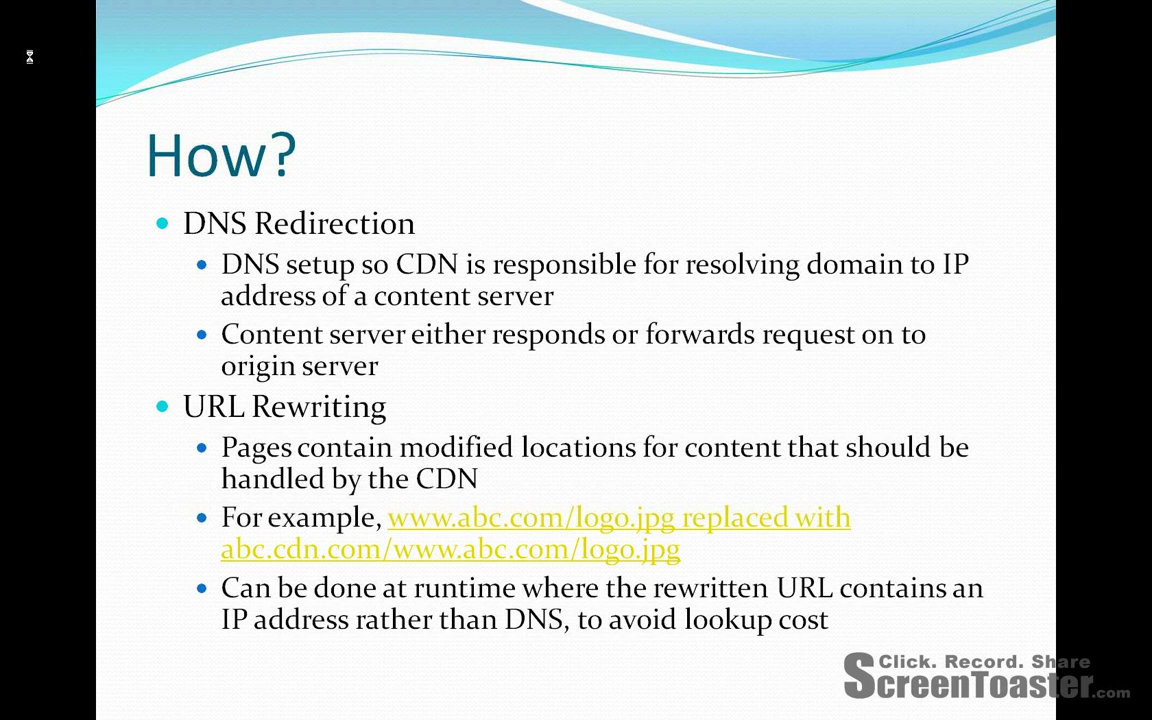 How?
DNS Redirection
DNS setup so CDN is responsible for resolving domain to IP
address of a content server
Content server either responds or forwards request on to
origin server
URL Rewriting
Pages contain modified locations for content that should be
handled by the CDN
For example, www.abc.com/logo.jpg replaced with
abc.cdn.com/www.abc.com/logo.jpg
Can be done at runtime where the rewritten URL contains an
IP address rather than DNS, to avoid lookup cost
Click. Record. Share
ScreenToaster.com